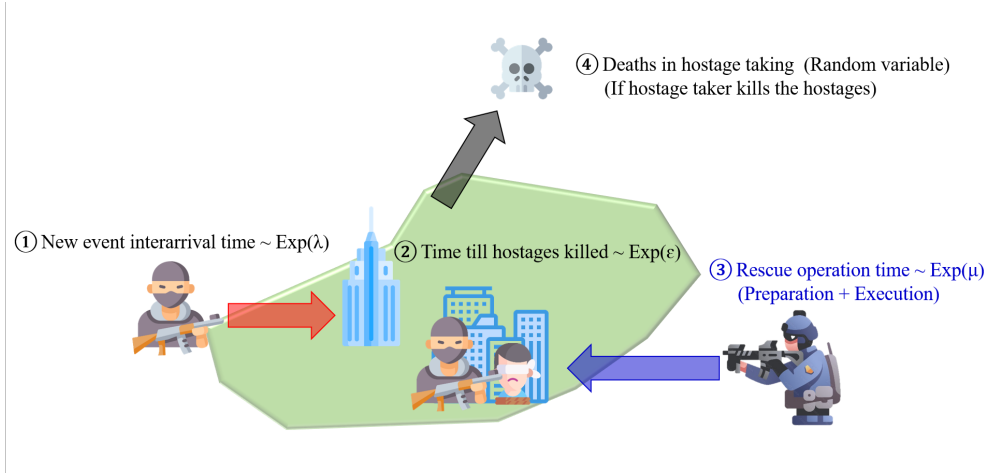 ④ Deaths in hostage taking (Random variable)
(If hostage taker kills the hostages)
① New event interarrival time ~ Exp(λ)
② Time till hostages killed ~ Exp(ε)
③ Rescue operation time ~ Exp(μ)
(Preparation + Execution)